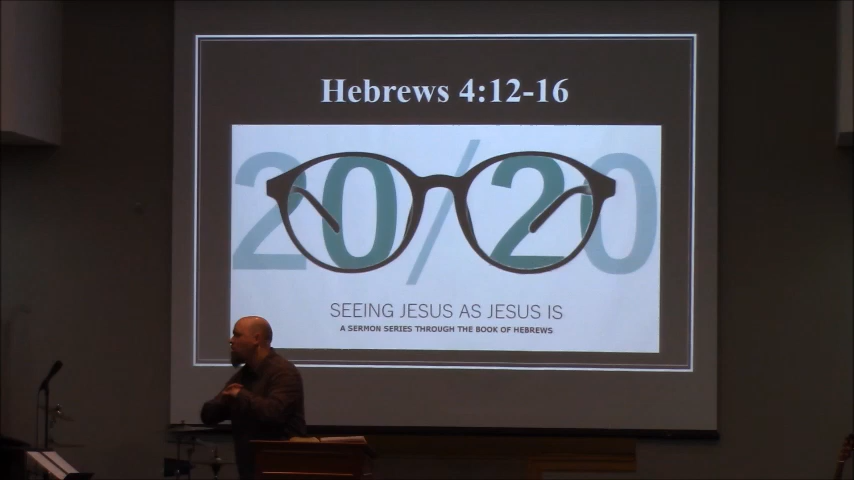 Hebrews 4:12-16
20/20
SEEING JESUS AS JESUS IS
A SERMON SERIES THROUGH THE BOOK OF HEBREWS